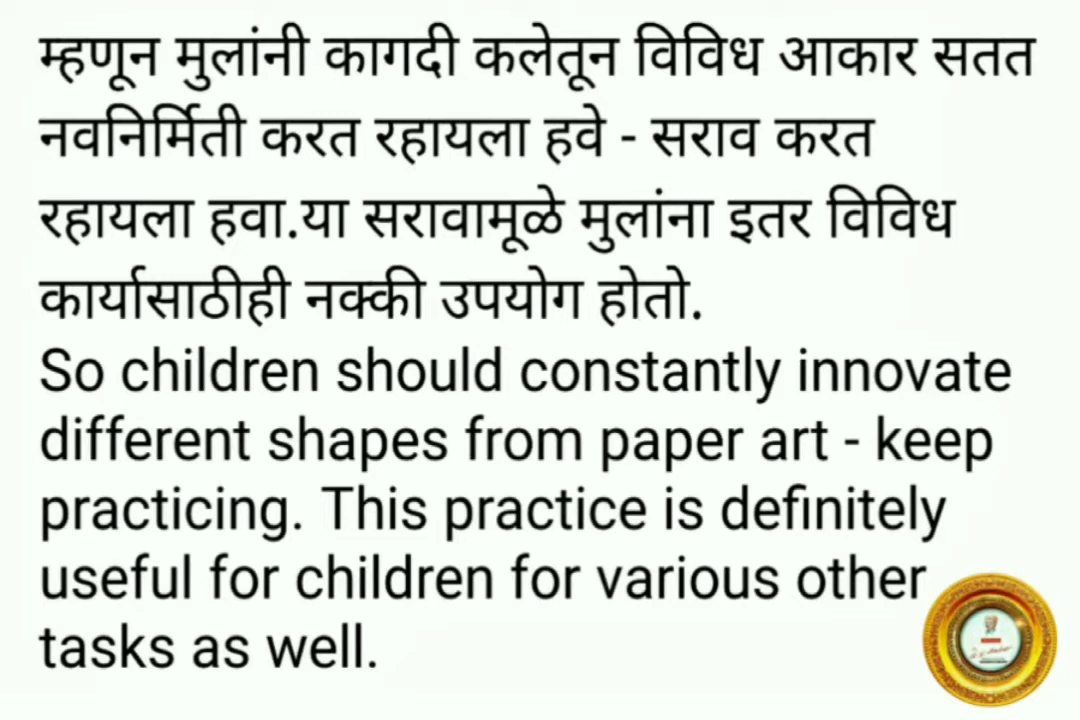 म्हणून मुलांनी कागदी कलेतून विविध आकार सतत
नवनिर्मिती करत रहायला हवे - सराव करत
रहायला हवा.या सरावामूळे मुलांना इतर विविध
कार्यासाठीही नक्की उपयोग होतो.
So children should constantly innovate
different shapes from paper art - keep
practicing. This practice is definitely
useful for children for various other
tasks as well.